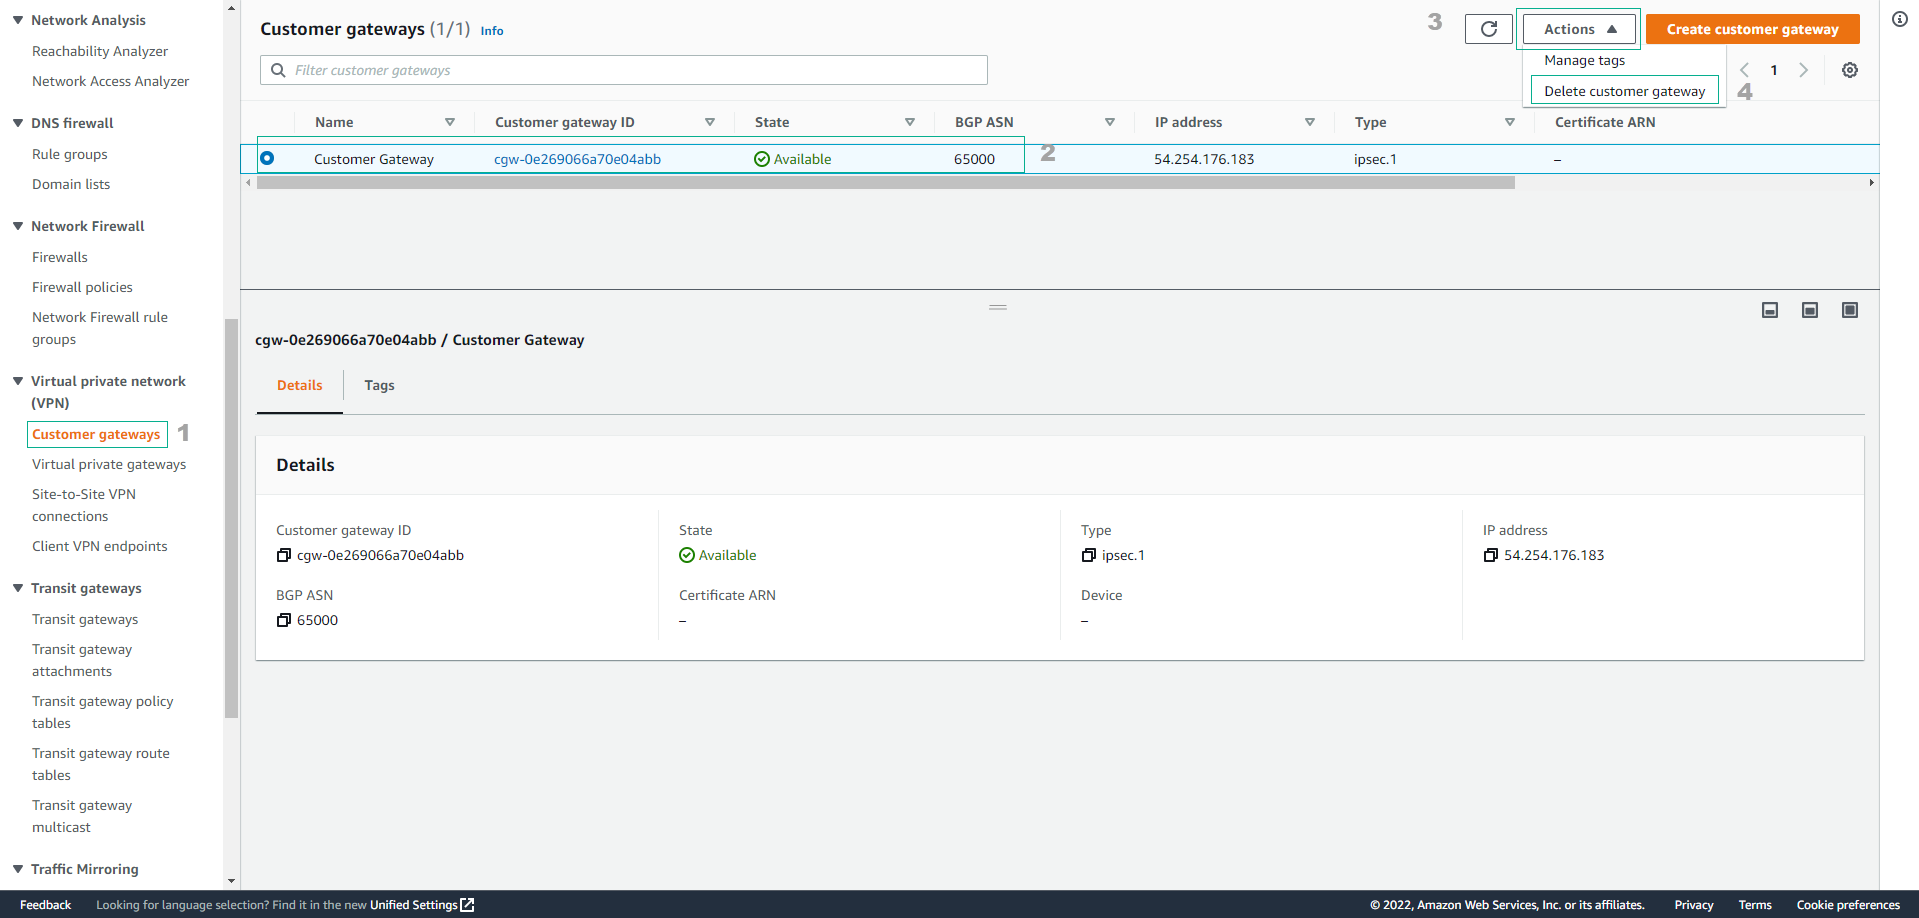 Network Analysis
Reachability Analyzer
Network Access Analyzer
DNS firewall
Rule groups
Domain lists
Network Firewall
Firewalls
Firewall policies
Network Firewall rule
groups
Virtual private network
(VPN)
Customer gateways 1
Virtual private gateways
Site-to-Site VPN
connections
Client VPN endpoints
Transit gateways
Transit gateways
Transit gateway
attachments
Transit gateway policy
tables
Transit gateway route
tables
Transit gateway
multicast
Traffic Mirroring
Customer gateways (1/1) Info
3 Actions Create customer gateway
Filter customer gateways
Manage tags
1
Delete customer gateway 4
Name Customer gateway ID State BGP ASN IP address Type Certificate ARN
Customer Gateway cgw-0e269066a70e04abb Available 65000 2 54.254.176.183 ipsec.1 –
cgw-0e269066a70e04abb / Customer Gateway
Details Tags
Details
Customer gateway ID State Type IP address
cgw-0e269066a70e04abb Available ipsec.1 54.254.176.183
BGP ASN Certificate ARN Device
65000 – –
Feedback Looking for language selection? Find it in the new Unified Settings © 2022, Amazon Web Services, Inc. or its affiliates. Privacy Terms Cookie preferences